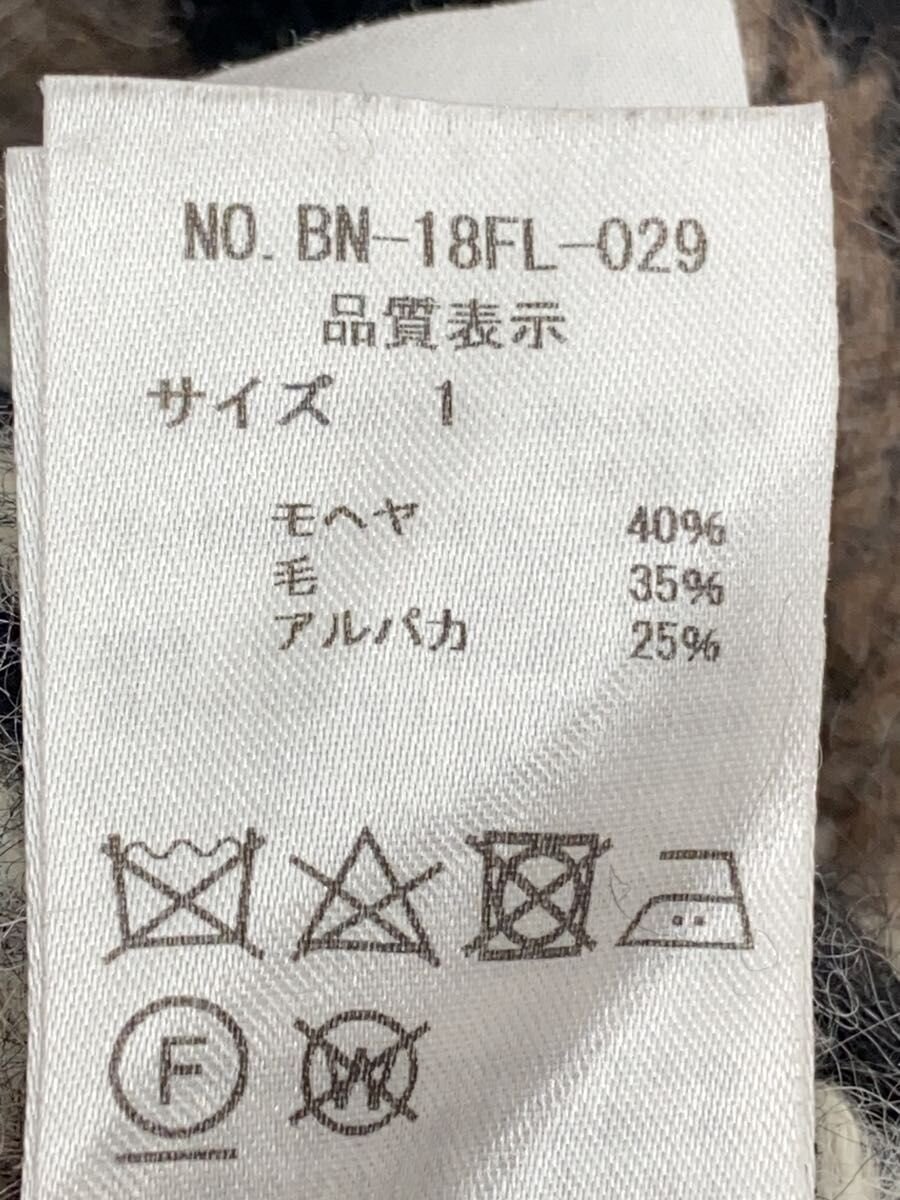 NO. BN-18FL-029
品質表示
サイズ 1
モヘヤ 40%
毛 35%
アルパカ 25%
F
W